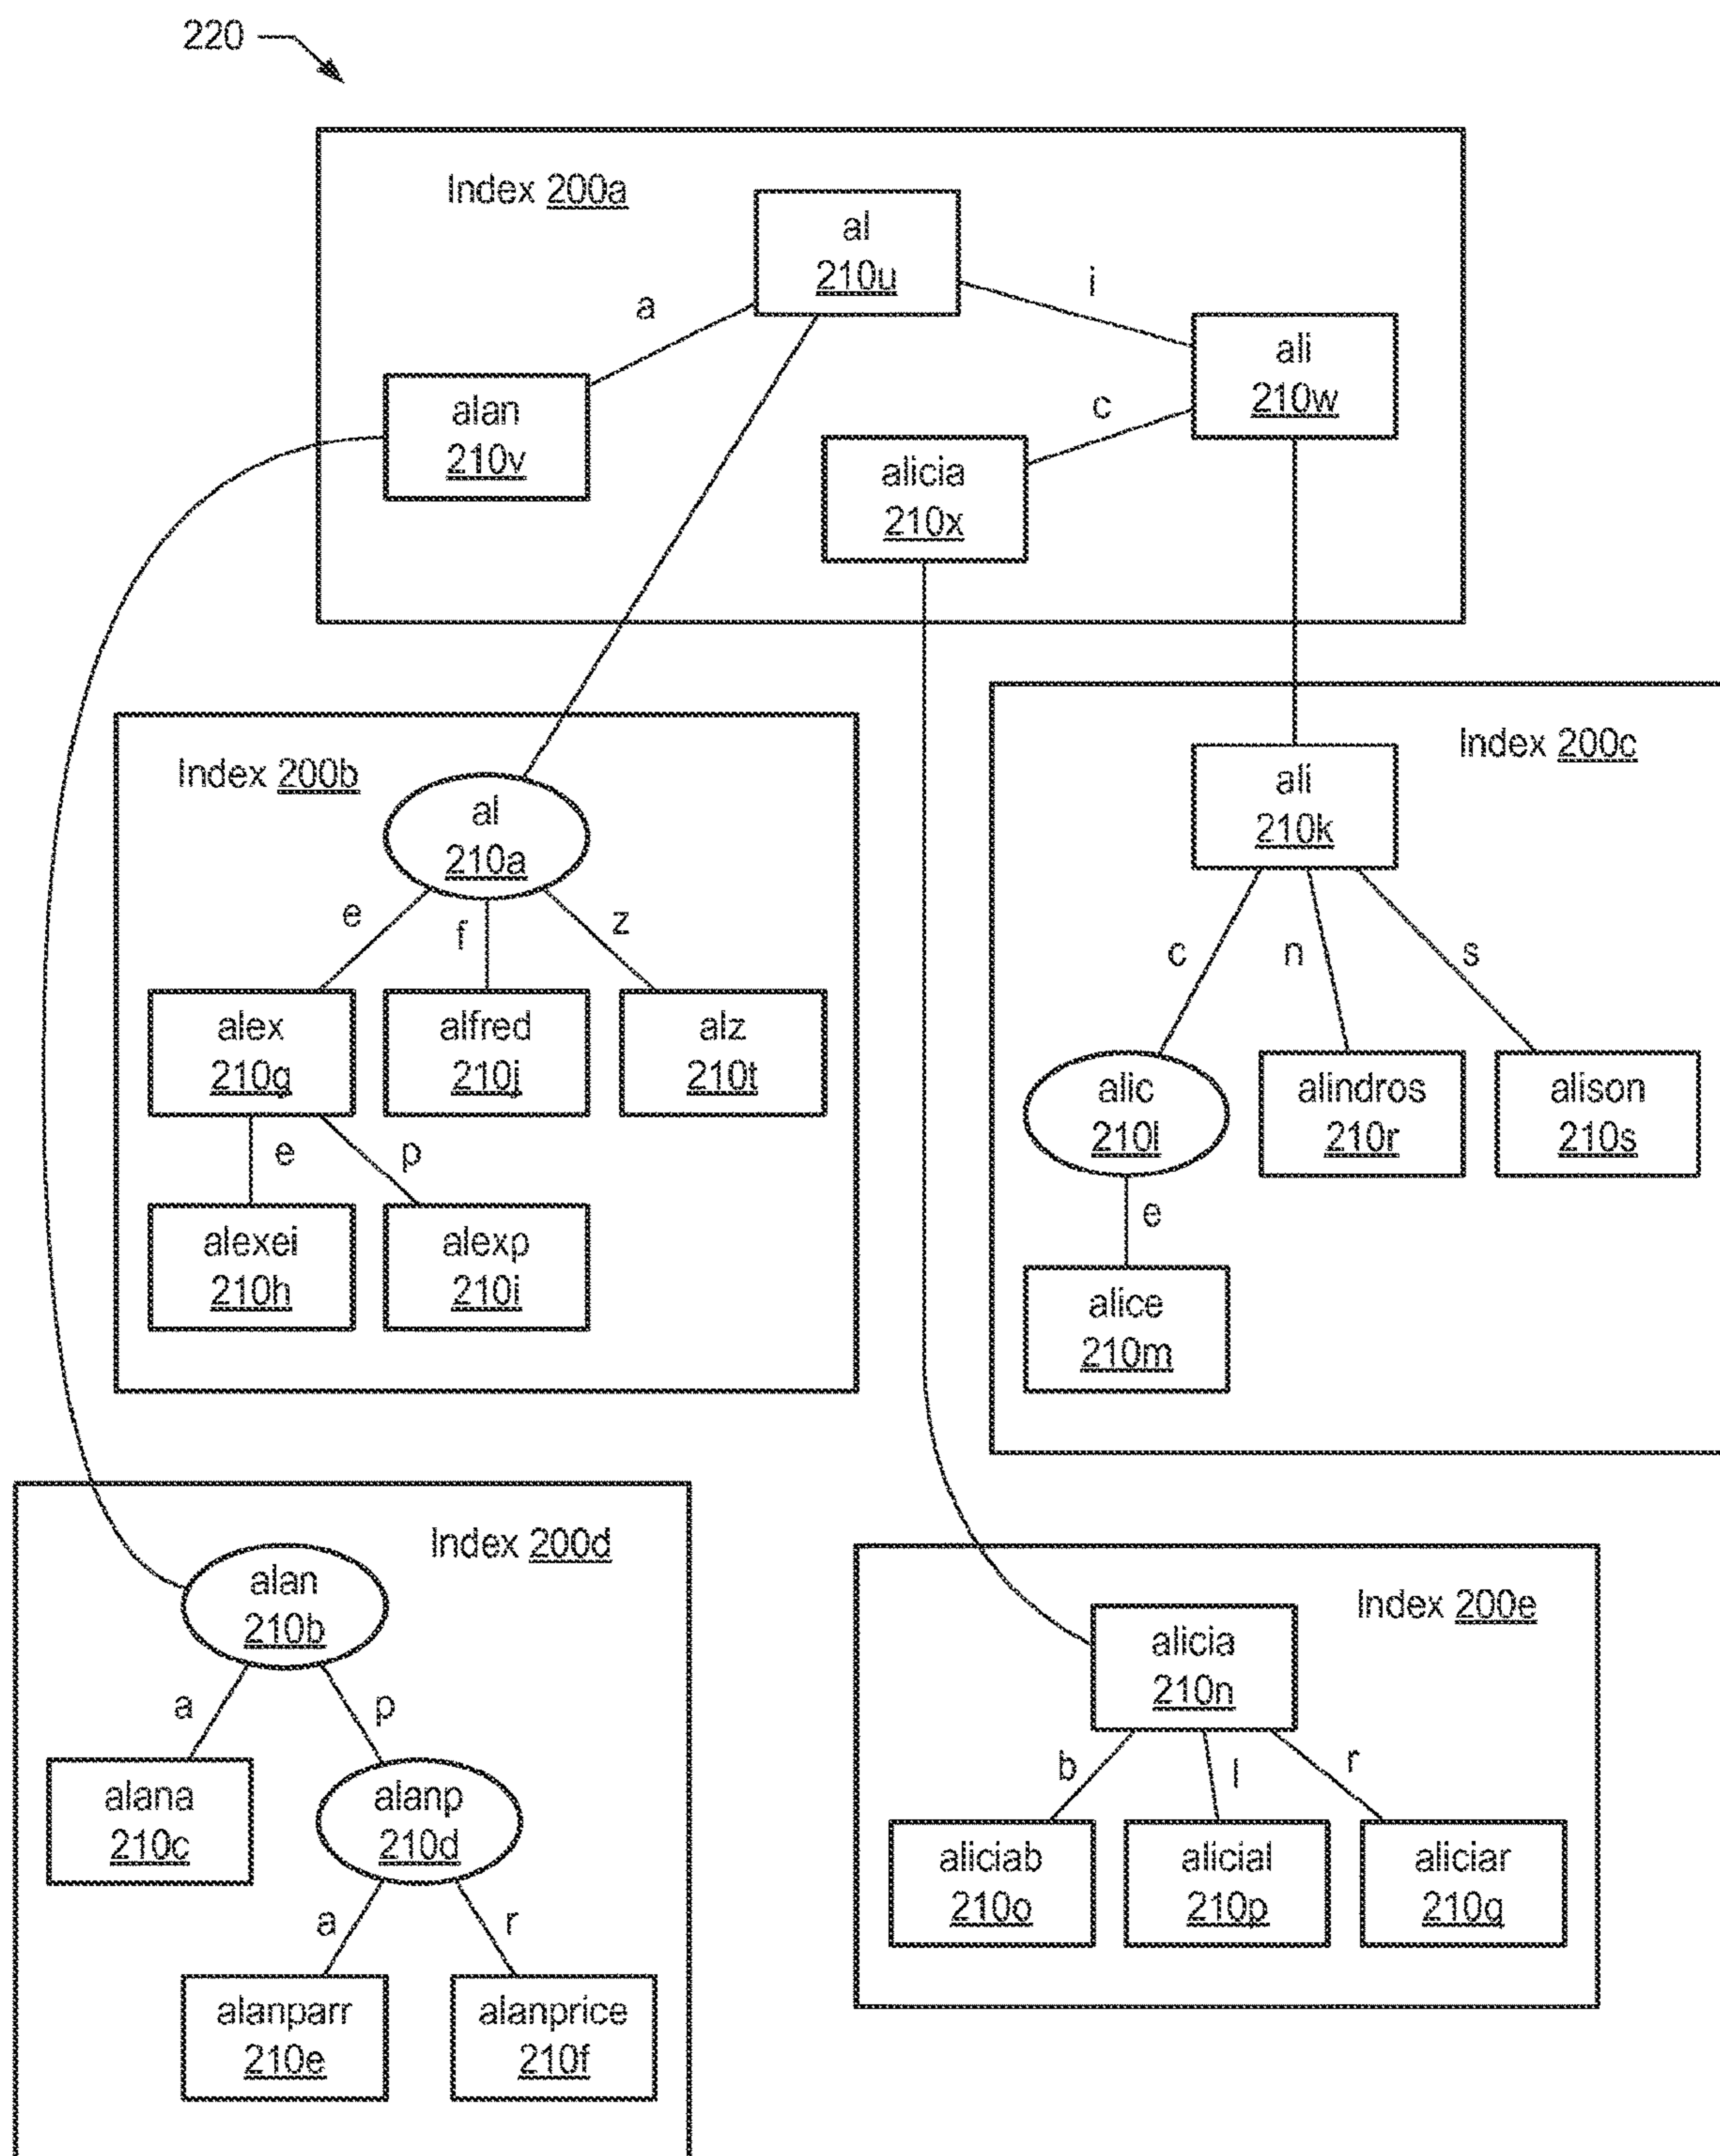 220
Index 200a
al
210u
a
i
alan
210v
ali
210w
c
alicia
210x
Index 200b
al
210a
e
f
z
alex
210g
alfred
210j
alz
210t
e
p
alexei
210h
alexp
210i
Index 200c
ali
210k
c
n
s
alic
210l
alindros
210r
alison
210s
e
alice
210m
Index 200d
alan
210b
a
p
alana
210c
alanp
210d
a
r
alanparr
210e
alanprice
210f
Index 200e
alicia
210n
b
l
r
aliciab
210o
alicial
210p
aliciar
210q